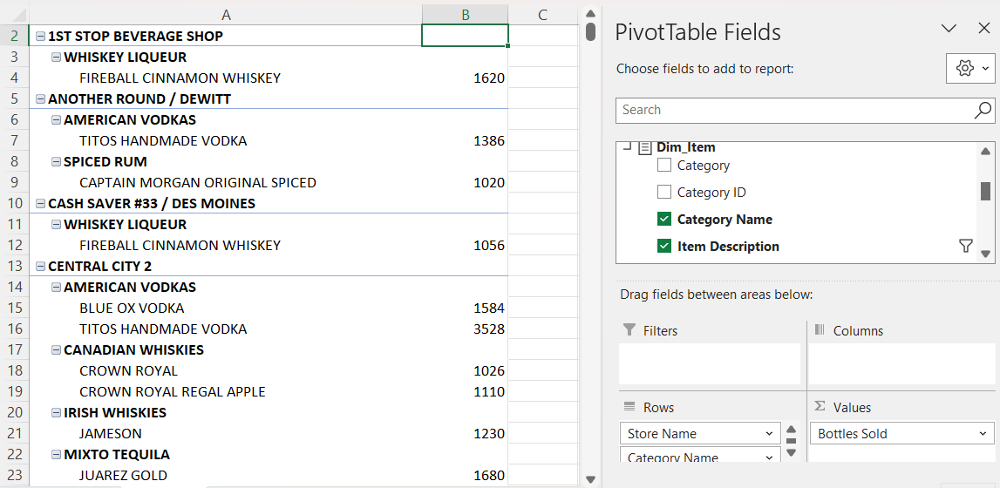 A B C
2 1ST STOP BEVERAGE SHOP
3 WHISKEY LIQUEUR
4 FIREBALL CINNAMON WHISKEY 1620
5 ANOTHER ROUND / DEWITT
6 AMERICAN VODKAS
7 TITOS HANDMADE VODKA 1386
8 SPICED RUM
9 CAPTAIN MORGAN ORIGINAL SPICED 1020
10 CASH SAVER #33 / DES MOINES
11 WHISKEY LIQUEUR
12 FIREBALL CINNAMON WHISKEY 1056
13 CENTRAL CITY 2
14 AMERICAN VODKAS
15 BLUE OX VODKA 1584
16 TITOS HANDMADE VODKA 3528
17 CANADIAN WHISKIES
18 CROWN ROYAL 1026
19 CROWN ROYAL REGAL APPLE 1110
20 IRISH WHISKIES
21 JAMESON 1230
22 MIXTO TEQUILA
23 JUAREZ GOLD 1680
PivotTable Fields
Choose fields to add to report:
Search
Dim_Item
Category
Category ID
Category Name
Item Description
Drag fields between areas below:
Filters
Columns
Rows
Σ Values
Store Name
Bottles Sold
Category Name